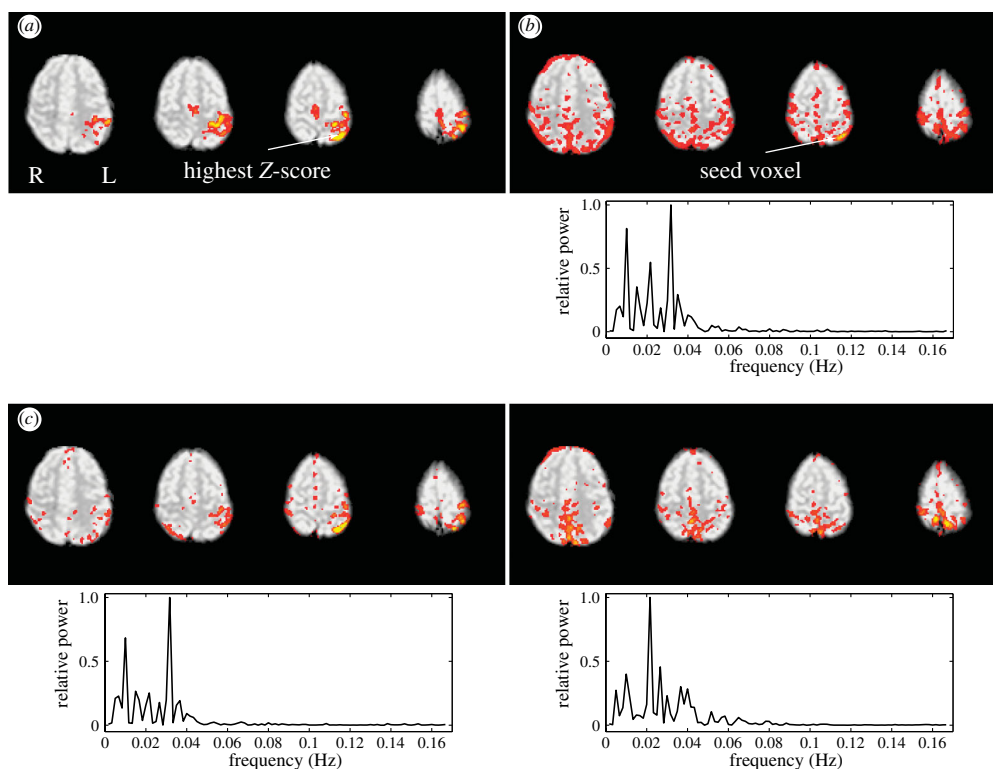 (a)
highest Z-score
R L
(b)
seed voxel
relative power
1.0
0.5
0
0 0.02 0.04 0.06 0.08 0.1 0.12 0.14 0.16
frequency (Hz)
(c)
relative power
1.0
0.5
0
0 0.02 0.04 0.06 0.08 0.1 0.12 0.14 0.16
frequency (Hz)
relative power
1.0
0.5
0
0 0.02 0.04 0.06 0.08 0.1 0.12 0.14 0.16
frequency (Hz)